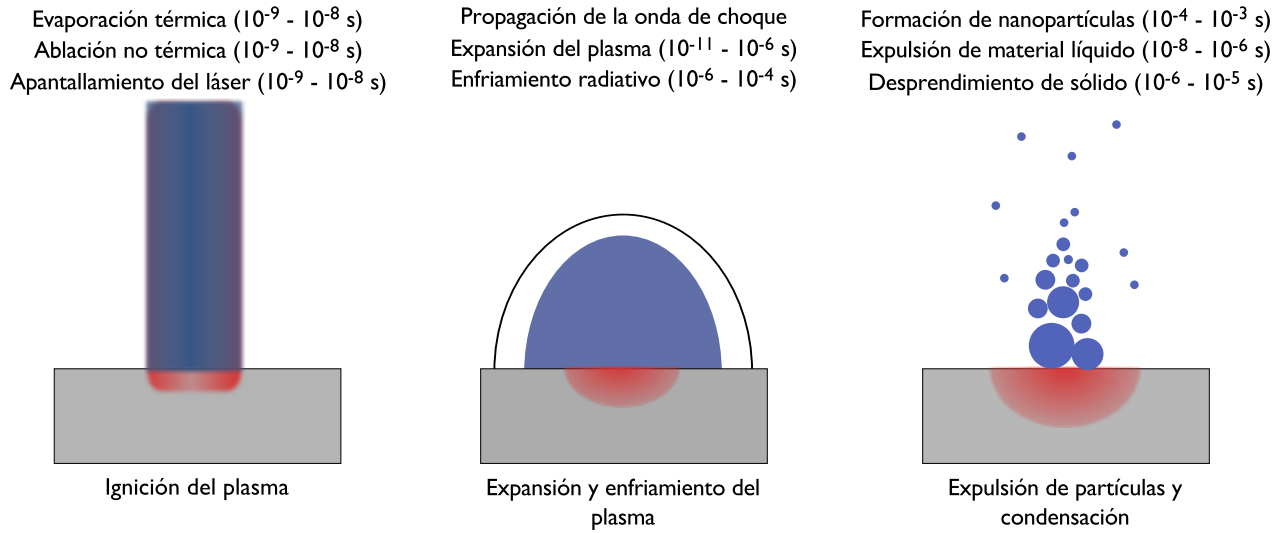 Evaporación térmica (10⁻⁹ - 10⁻⁸ s)
Ablación no térmica (10⁻⁹ - 10⁻⁸ s)
Apantallamiento del láser (10⁻⁹ - 10⁻⁸ s)
Ignición del plasma
Propagación de la onda de choque
Expansión del plasma (10⁻¹¹ - 10⁻⁶ s)
Enfriamiento radiativo (10⁻⁶ - 10⁻⁴ s)
Expansión y enfriamiento del
plasma
Formación de nanopartículas (10⁻⁴ - 10⁻³ s)
Expulsión de material líquido (10⁻⁸ - 10⁻⁶ s)
Desprendimiento de sólido (10⁻⁶ - 10⁻⁵ s)
Expulsión de partículas y
condensación